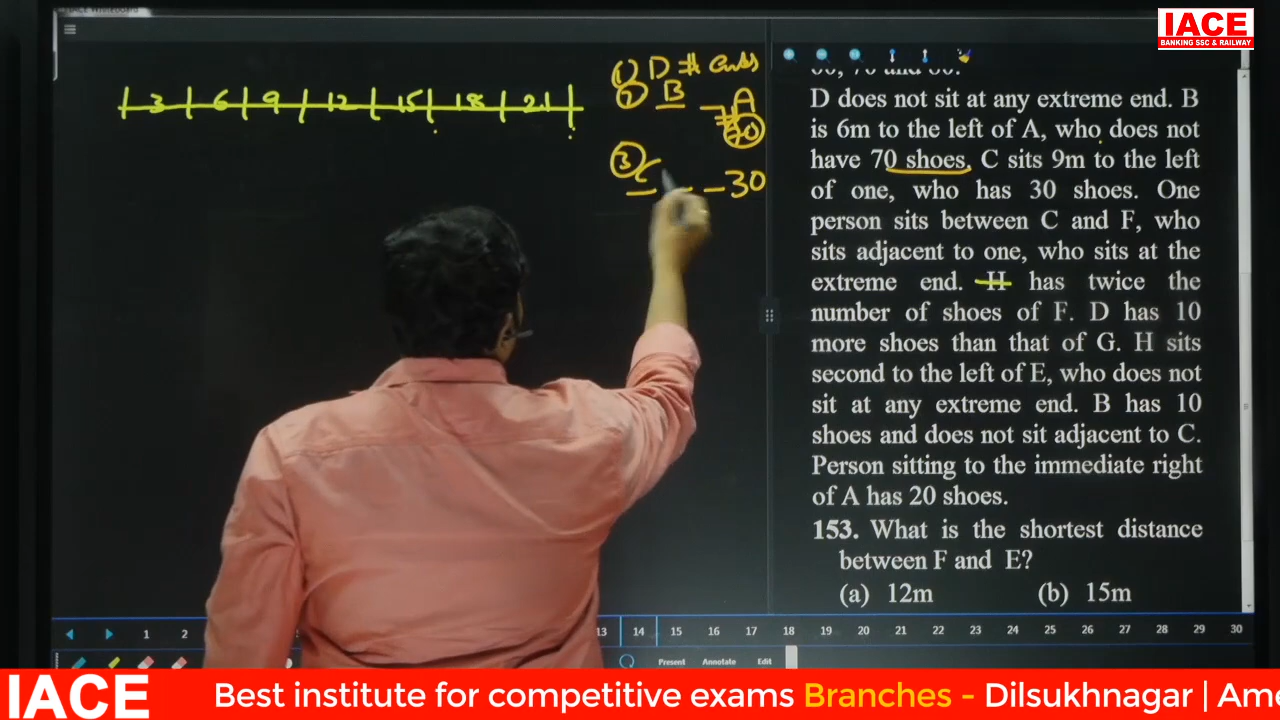 IACE
BANKING SSC & RAILWAY
3 6 9 12 15 18 21
① D ≠ ends
② B A
≠ 70
③ C 30
D does not sit at any extreme end. B
is 6m to the left of A, who does not
have 70 shoes. C sits 9m to the left
of one, who has 30 shoes. One
person sits between C and F, who
sits adjacent to one, who sits at the
extreme end. H has twice the
number of shoes of F. D has 10
more shoes than that of G. H sits
second to the left of E, who does not
sit at any extreme end. B has 10
shoes and does not sit adjacent to C.
Person sitting to the immediate right
of A has 20 shoes.
153. What is the shortest distance
between F and E?
(a) 12m (b) 15m
1 2 13 14 15 16 17 18 19 20 21 22 23 24 25 26 27 28 29 30
Present Annotate Edit
IACE Best institute for competitive exams Branches - Dilsukhnagar | Ame